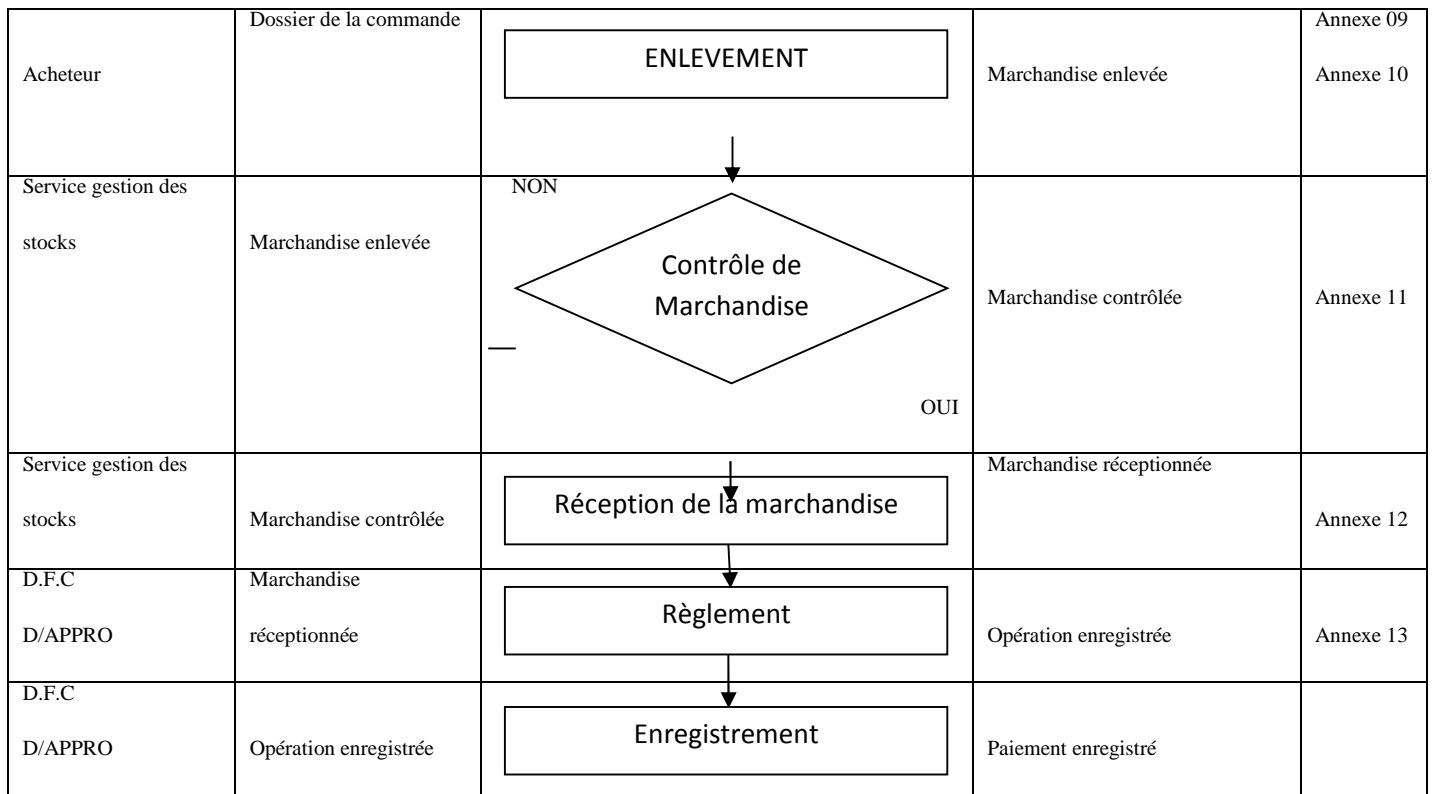 Dossier de la commande
Annexe 09
ENLEVEMENT
Acheteur
Marchandise enlevée
Annexe 10
Service gestion des
NON
stocks
Marchandise enlevée
Contrôle de
Marchandise
Marchandise contrôlée
Annexe 11
OUI
Service gestion des
Marchandise réceptionnée
stocks
Marchandise contrôlée
Réception de la marchandise
Annexe 12
D.F.C
Marchandise
Règlement
D/APPRO
réceptionnée
Opération enregistrée
Annexe 13
D.F.C
Enregistrement
D/APPRO
Opération enregistrée
Paiement enregistré